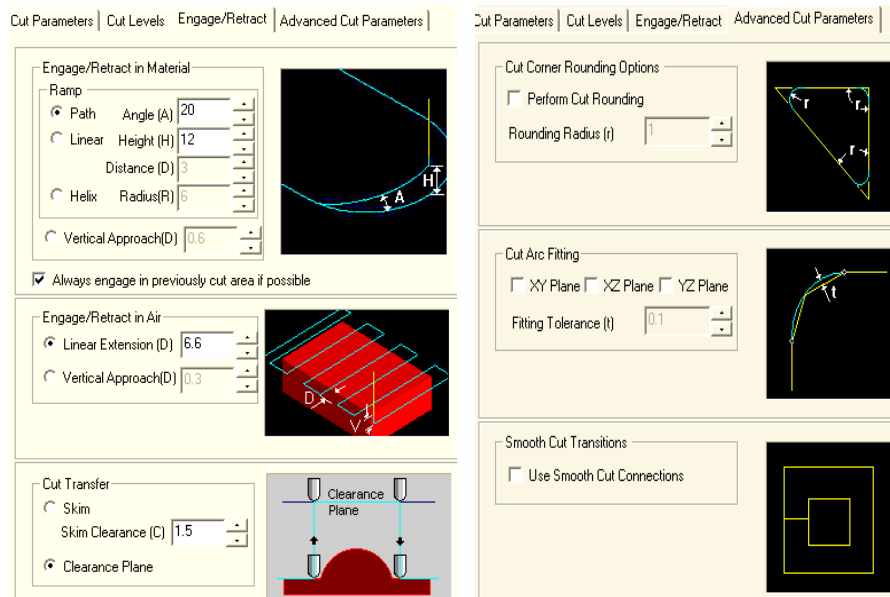 Cut Parameters | Cut Levels | Engage/Retract | Advanced Cut Parameters
Engage/Retract in Material
Ramp
Path Angle (A) 20
Linear Height (H) 12
Distance (D) 3
Helix Radius(R) 6
Vertical Approach(D) 0.6
Always engage in previously cut area if possible
H
A
Engage/Retract in Air
Linear Extension (D) 6.6
Vertical Approach(D) 0.3
D
V
Cut Transfer
Skim
Skim Clearance (C) 1.5
Clearance Plane
Clearance
Plane
Cut Parameters | Cut Levels | Engage/Retract | Advanced Cut Parameters
Cut Corner Rounding Options
Perform Cut Rounding
Rounding Radius (r) 1
r
r
r
Cut Arc Fitting
XY Plane XZ Plane YZ Plane
Fitting Tolerance (t) 0.1
t
Smooth Cut Transitions
Use Smooth Cut Connections